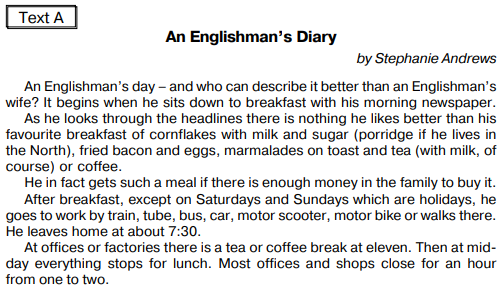 Text A
An Englishman's Diary
by Stephanie Andrews
An Englishman's day – and who can describe it better than an Englishman's
wife? It begins when he sits down to breakfast with his morning newspaper.
As he looks through the headlines there is nothing he likes better than his
favourite breakfast of cornflakes with milk and sugar (porridge if he lives in
the North), fried bacon and eggs, marmalades on toast and tea (with milk, of
course) or coffee.
He in fact gets such a meal if there is enough money in the family to buy it.
After breakfast, except on Saturdays and Sundays which are holidays, he
goes to work by train, tube, bus, car, motor scooter, motor bike or walks there.
He leaves home at about 7:30.
At offices or factories there is a tea or coffee break at eleven. Then at mid-
day everything stops for lunch. Most offices and shops close for an hour
from one to two.